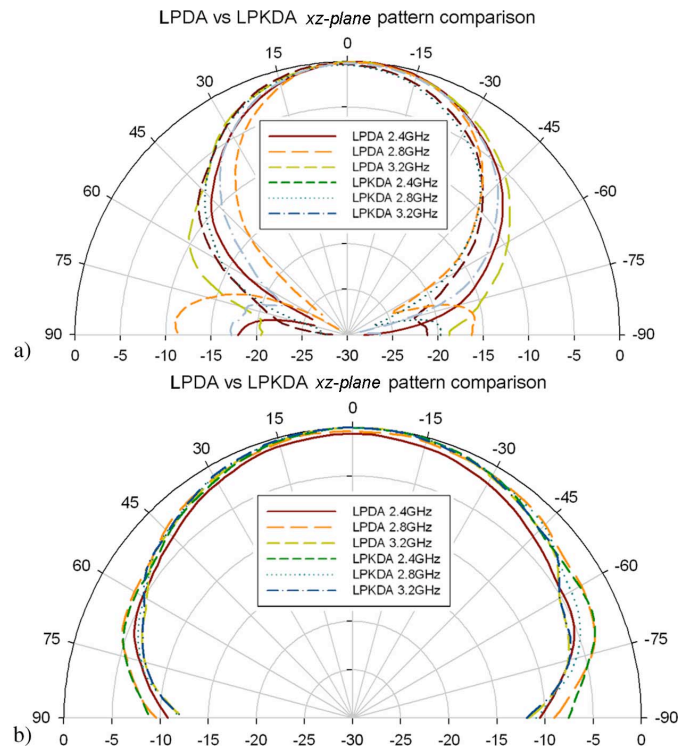 LPDA vs LPKDA xz-plane pattern comparison
0
15 -15
30 -30
45 -45
60 -60
75 -75
90 -90
LPDA 2.4GHz
LPDA 2.8GHz
LPDA 3.2GHz
LPKDA 2.4GHz
LPKDA 2.8GHz
LPKDA 3.2GHz
a)
0 -5 -10 -15 -20 -25 -30 -25 -20 -15 -10 -5 0
LPDA vs LPKDA xz-plane pattern comparison
0
15 -15
30 -30
45 -45
60 -60
75 -75
90 -90
LPDA 2.4GHz
LPDA 2.8GHz
LPDA 3.2GHz
LPKDA 2.4GHz
LPKDA 2.8GHz
LPKDA 3.2GHz
b)
0 -5 -10 -15 -20 -25 -30 -25 -20 -15 -10 -5 0